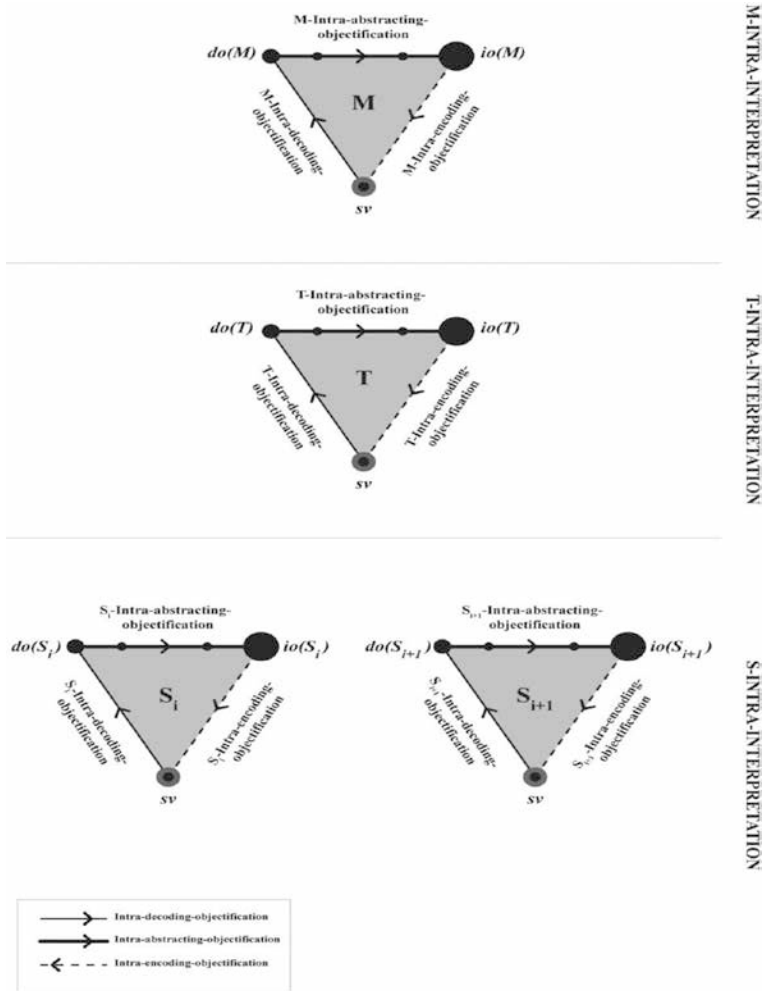 M-Intra-abstracting-
objectification
do(M)
io(M)
M
M-Intra-decoding-
objectification
M-Intra-encoding-
objectification
sv
M-INTRA-INTERPRETATION
T-Intra-abstracting-
objectification
do(T)
io(T)
T
T-Intra-decoding-
objectification
T-Intra-encoding-
objectification
sv
T-INTRA-INTERPRETATION
Sᵢ-Intra-abstracting-
objectification
do(Sᵢ)
io(Sᵢ)
Sᵢ
Sᵢ-Intra-decoding-
objectification
Sᵢ-Intra-encoding-
objectification
sv
Sᵢ₊₁-Intra-abstracting-
objectification
do(Sᵢ₊₁)
io(Sᵢ₊₁)
Sᵢ₊₁
Sᵢ₊₁-Intra-decoding-
objectification
Sᵢ₊₁-Intra-encoding-
objectification
sv
S-INTRA-INTERPRETATION
Intra-decoding-objectification
Intra-abstracting-objectification
Intra-encoding-objectification